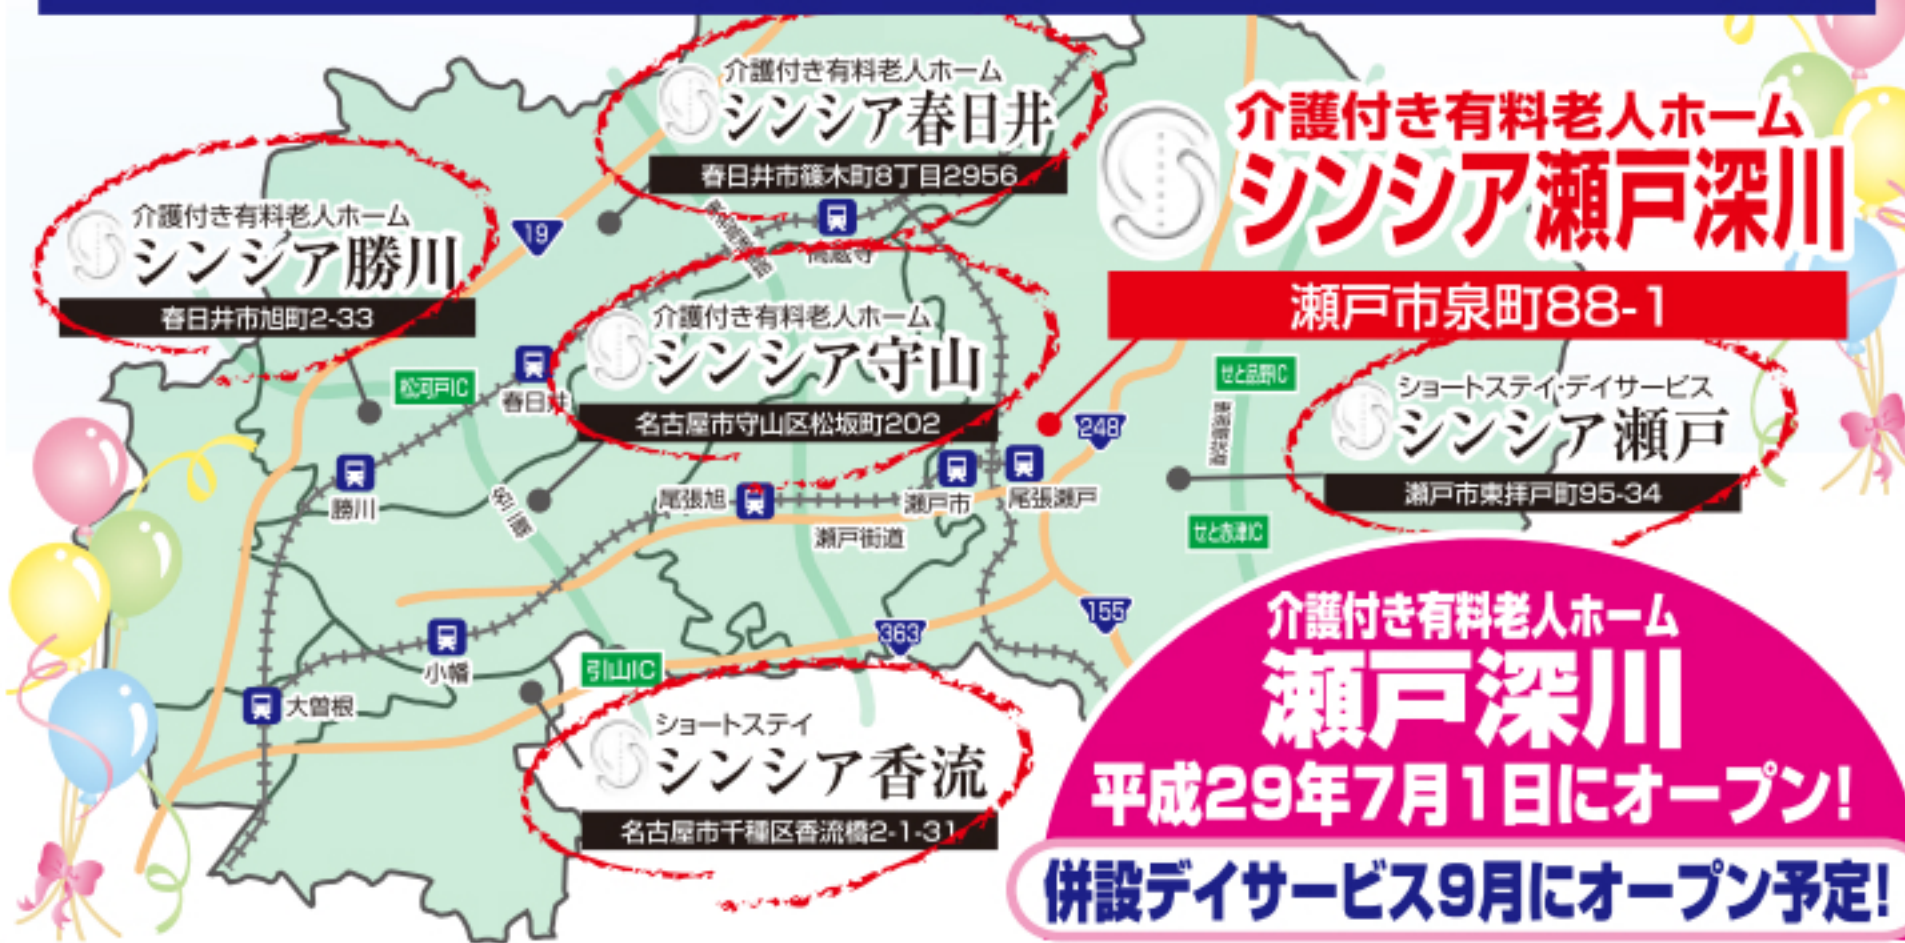 介護付き有料老人ホーム
シンシア春日井
春日井市篠木町8丁目2956
介護付き有料老人ホーム
シンシア瀬戸深川
瀬戸市泉町88-1
介護付き有料老人ホーム
シンシア勝川
春日井市旭町2-33
19
高蔵寺
介護付き有料老人ホーム
シンシア守山
名古屋市守山区松坂町202
松河戸IC
春日井
せと品野IC
ショートステイ・デイサービス
シンシア瀬戸
瀬戸市東拝戸町95-34
248
勝川
尾張旭
瀬戸市
尾張瀬戸
瀬戸街道
せと赤津IC
155
363
小幡
引山IC
大曽根
ショートステイ
シンシア香流
名古屋市千種区香流橋2-1-31
介護付き有料老人ホーム
瀬戸深川
平成29年7月1日にオープン!
併設デイサービス9月にオープン予定!